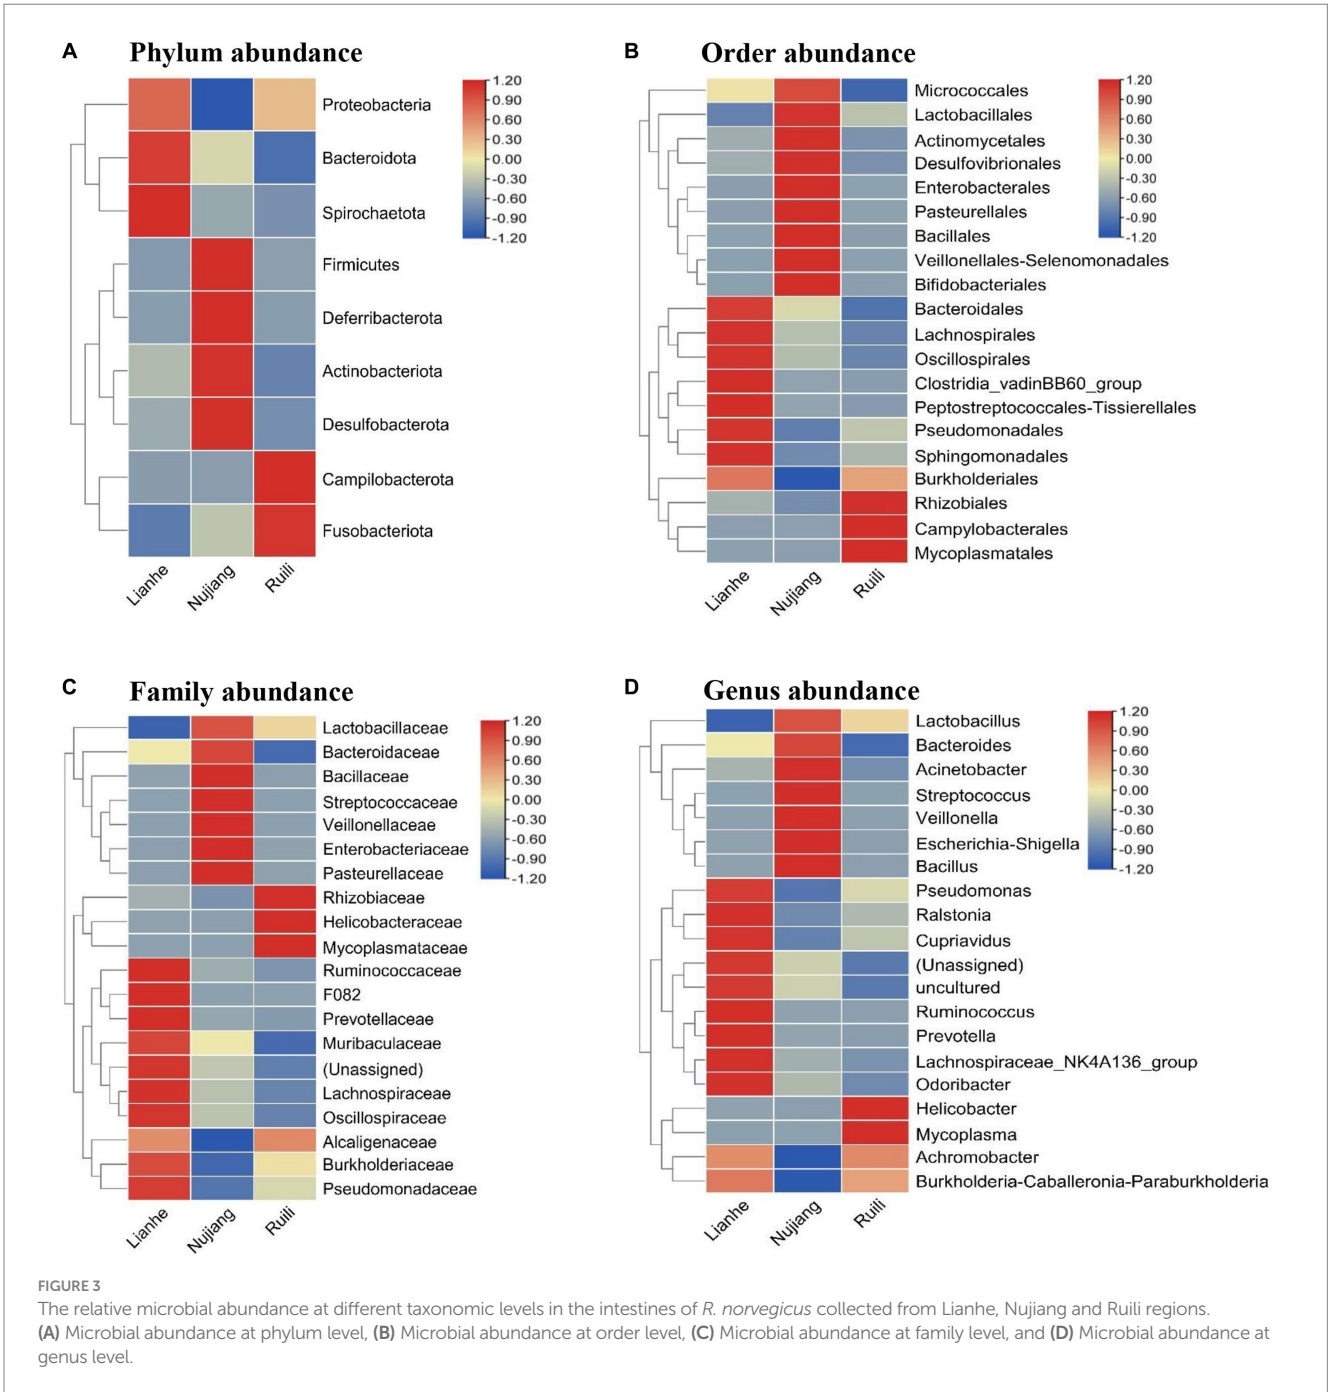 A Phylum abundance
1.20
0.90
0.60
0.30
0.00
-0.30
-0.60
-0.90
-1.20
Proteobacteria
Bacteroidota
Spirochaetota
Firmicutes
Deferribacterota
Actinobacteriota
Desulfobacterota
Campilobacterota
Fusobacteriota
Lianhe
Nujiang
Ruili
B Order abundance
1.20
0.90
0.60
0.30
0.00
-0.30
-0.60
-0.90
-1.20
Micrococcales
Lactobacillales
Actinomycetales
Desulfovibrionales
Enterobacterales
Pasteurellales
Bacillales
Veillonellales-Selenomonadales
Bifidobacteriales
Bacteroidales
Lachnospirales
Oscillospirales
Clostridia_vadinBB60_group
Peptostreptococcales-Tissierellales
Pseudomonadales
Sphingomonadales
Burkholderiales
Rhizobiales
Campylobacterales
Mycoplasmatales
Lianhe
Nujiang
Ruili
C Family abundance
1.20
0.90
0.60
0.30
0.00
-0.30
-0.60
-0.90
-1.20
Lactobacillaceae
Bacteroidaceae
Bacillaceae
Streptococcaceae
Veillonellaceae
Enterobacteriaceae
Pasteurellaceae
Rhizobiaceae
Helicobacteraceae
Mycoplasmataceae
Ruminococcaceae
F082
Prevotellaceae
Muribaculaceae
(Unassigned)
Lachnospiraceae
Oscillospiraceae
Alcaligenaceae
Burkholderiaceae
Pseudomonadaceae
Lianhe
Nujiang
Ruili
D Genus abundance
1.20
0.90
0.60
0.30
0.00
-0.30
-0.60
-0.90
-1.20
Lactobacillus
Bacteroides
Acinetobacter
Streptococcus
Veillonella
Escherichia-Shigella
Bacillus
Pseudomonas
Ralstonia
Cupriavidus
(Unassigned)
uncultured
Ruminococcus
Prevotella
Lachnospiraceae_NK4A136_group
Odoribacter
Helicobacter
Mycoplasma
Achromobacter
Burkholderia-Caballeronia-Paraburkholderia
Lianhe
Nujiang
Ruili
FIGURE 3
The relative microbial abundance at different taxonomic levels in the intestines of R. norvegicus collected from Lianhe, Nujiang and Ruili regions.
(A) Microbial abundance at phylum level, (B) Microbial abundance at order level, (C) Microbial abundance at family level, and (D) Microbial abundance at
genus level.